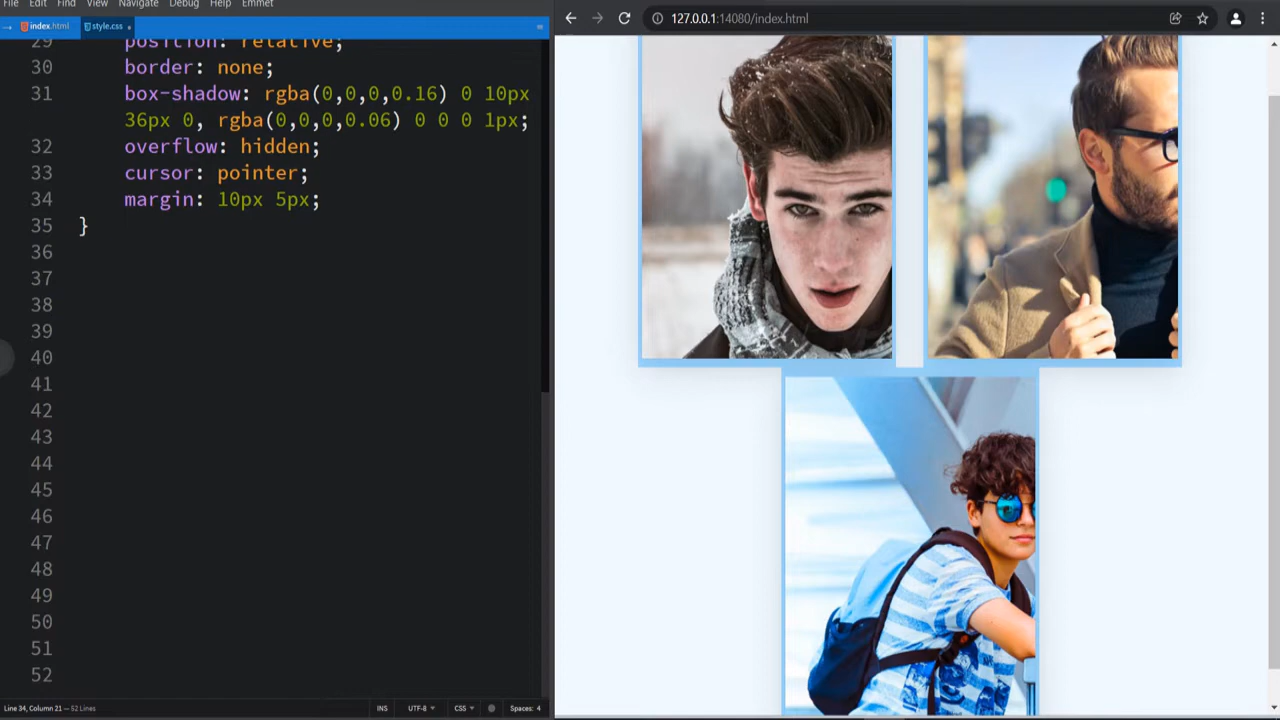 File Edit Find View Navigate Debug Help Emmet
index.html style.css
127.0.0.1:14080/index.html
29 position: relative;
30 border: none;
31 box-shadow: rgba(0,0,0,0.16) 0 10px
36px 0, rgba(0,0,0,0.06) 0 0 0 1px;
32 overflow: hidden;
33 cursor: pointer;
34 margin: 10px 5px;
35 }
36
37
38
39
40
41
42
43
44
45
46
47
48
49
50
51
52
Line 34, Column 21 — 52 Lines INS UTF-8 CSS Spaces: 4